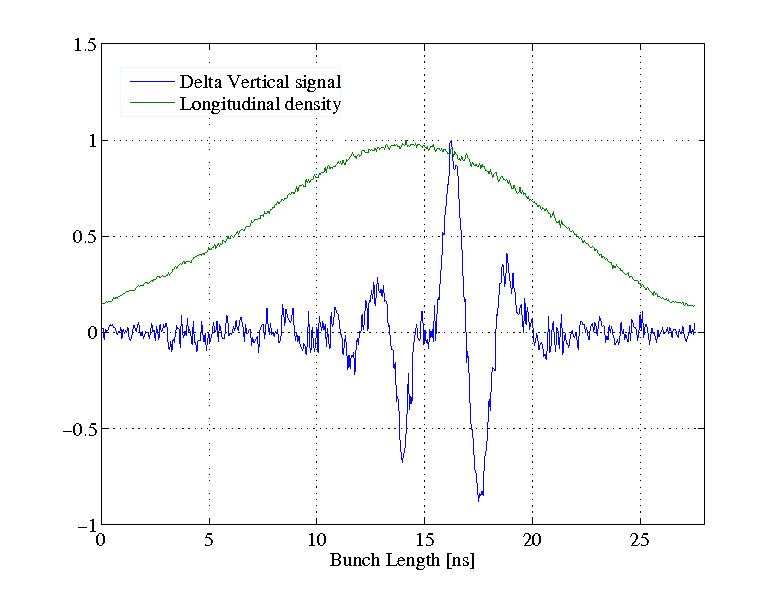 1.5
Delta Vertical signal
Longitudinal density
1
0.5
0
−0.5
−1
0 5 10 15 20 25
Bunch Length [ns]